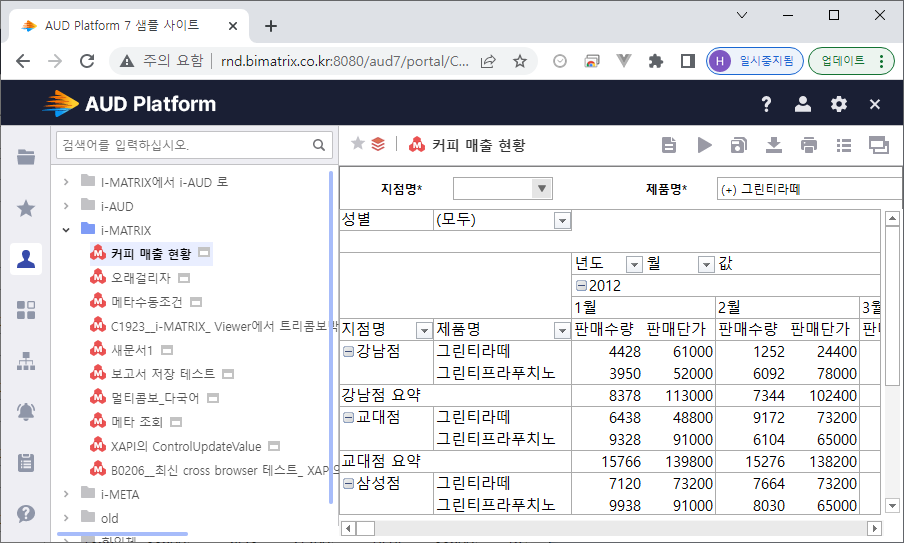 AUD Platform 7 샘플 사이트
주의 요함 rnd.bimatrix.co.kr:8080/aud7/portal/C... H 일시중지됨 업데이트
AUD Platform
검색어를 입력하십시오.
커피 매출 현황
I-MATRIX에서 i-AUD 로
i-AUD
i-MATRIX
커피 매출 현황
오래걸리자
메타수동조건
C1923__i-MATRIX_ Viewer에서 트리콤보
새문서1
보고서 저장 테스트
멀티콤보_다국어
메타 조회
XAPI의 ControlUpdateValue
B0206__최신 cross browser 테스트_ XAPI
i-META
old
지점명* 제품명* (+) 그린티라떼
성별 (모두)
년도 월 값
2012
1월 2월 3월
지점명 제품명 판매수량 판매단가 판매수량 판매단가
강남점 그린티라떼 4428 61000 1252 24400
그린티프라푸치노 3950 52000 6092 78000
강남점 요약 8378 113000 7344 102400
교대점 그린티라떼 6438 48800 9172 73200
그린티프라푸치노 9328 91000 6104 65000
교대점 요약 15766 139800 15276 138200
삼성점 그린티라떼 7120 73200 7664 73200
그린티프라푸치노 9938 91000 8030 65000